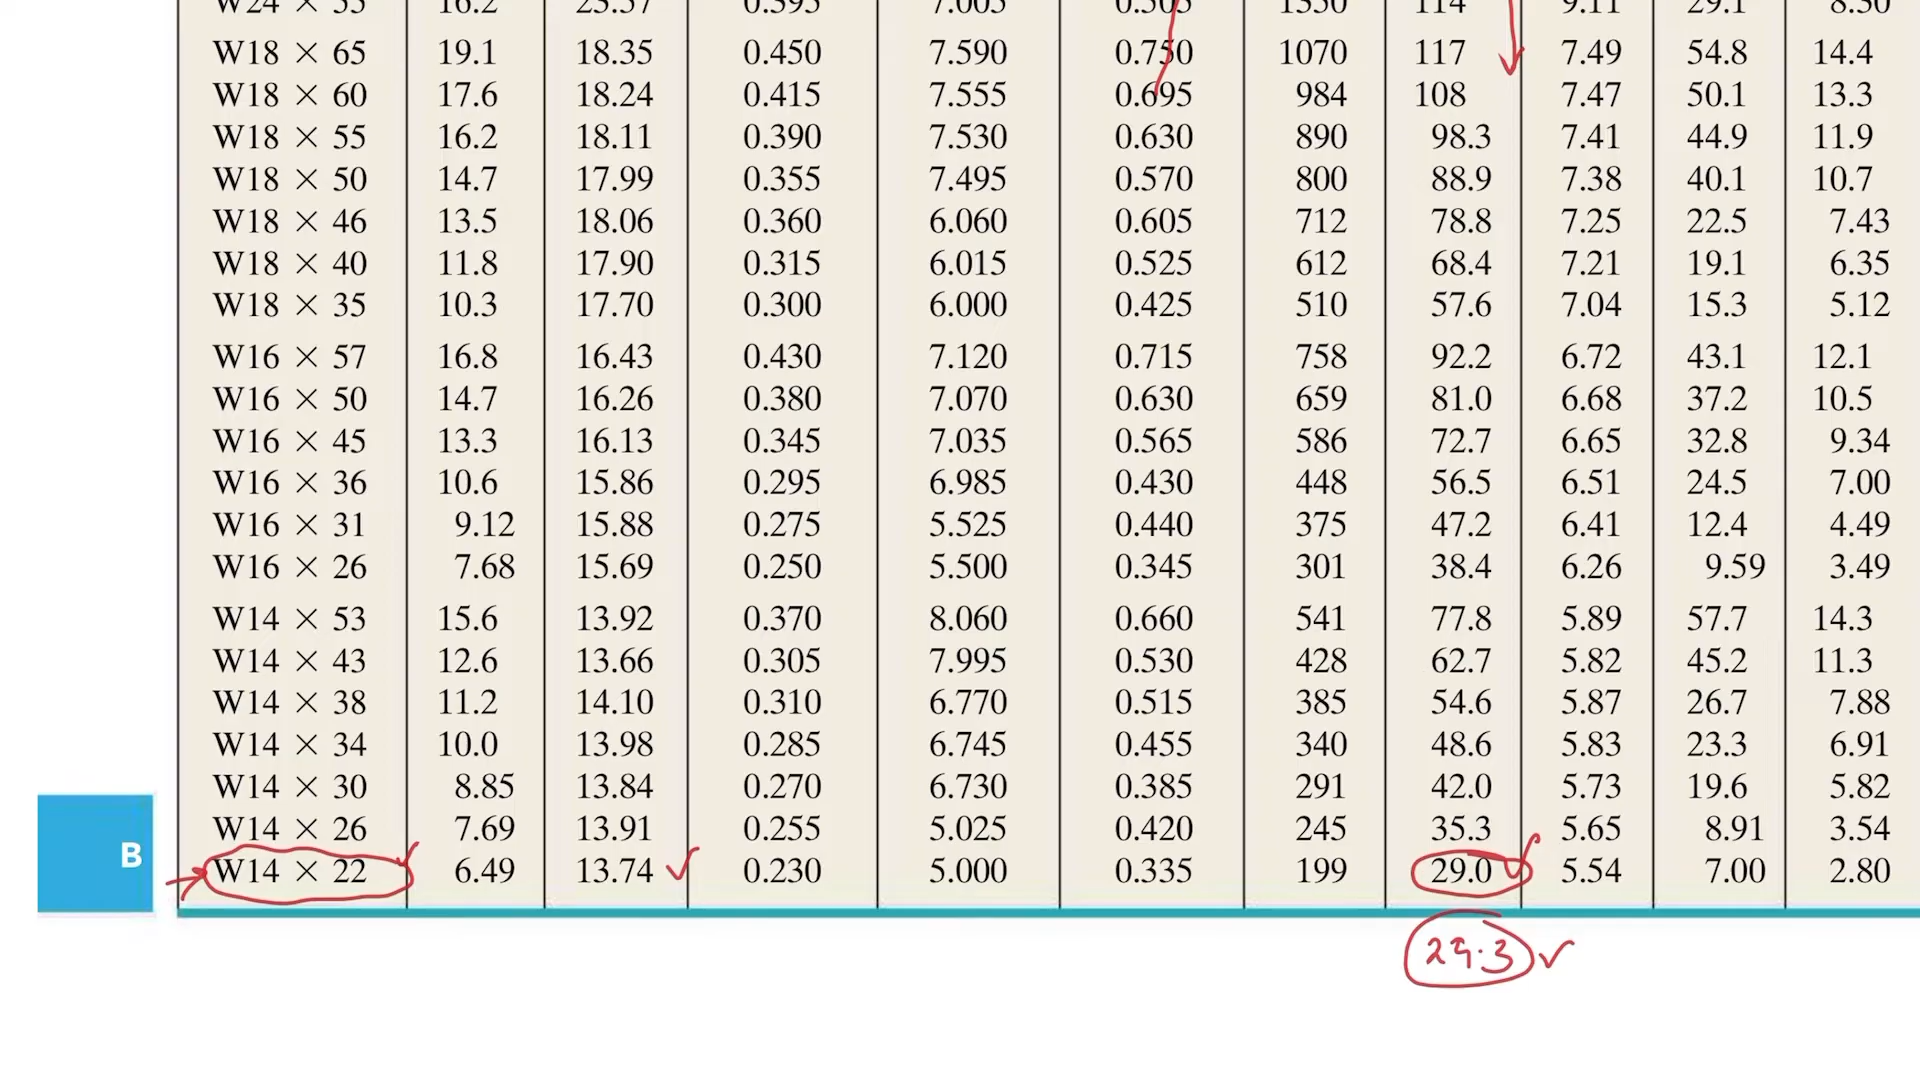 W24 × 55 16.2 23.57 0.395 7.005 0.505 1350 114 9.11 29.1 8.30
W18 × 65 19.1 18.35 0.450 7.590 0.750 1070 117 7.49 54.8 14.4
W18 × 60 17.6 18.24 0.415 7.555 0.695 984 108 7.47 50.1 13.3
W18 × 55 16.2 18.11 0.390 7.530 0.630 890 98.3 7.41 44.9 11.9
W18 × 50 14.7 17.99 0.355 7.495 0.570 800 88.9 7.38 40.1 10.7
W18 × 46 13.5 18.06 0.360 6.060 0.605 712 78.8 7.25 22.5 7.43
W18 × 40 11.8 17.90 0.315 6.015 0.525 612 68.4 7.21 19.1 6.35
W18 × 35 10.3 17.70 0.300 6.000 0.425 510 57.6 7.04 15.3 5.12
W16 × 57 16.8 16.43 0.430 7.120 0.715 758 92.2 6.72 43.1 12.1
W16 × 50 14.7 16.26 0.380 7.070 0.630 659 81.0 6.68 37.2 10.5
W16 × 45 13.3 16.13 0.345 7.035 0.565 586 72.7 6.65 32.8 9.34
W16 × 36 10.6 15.86 0.295 6.985 0.430 448 56.5 6.51 24.5 7.00
W16 × 31 9.12 15.88 0.275 5.525 0.440 375 47.2 6.41 12.4 4.49
W16 × 26 7.68 15.69 0.250 5.500 0.345 301 38.4 6.26 9.59 3.49
W14 × 53 15.6 13.92 0.370 8.060 0.660 541 77.8 5.89 57.7 14.3
W14 × 43 12.6 13.66 0.305 7.995 0.530 428 62.7 5.82 45.2 11.3
W14 × 38 11.2 14.10 0.310 6.770 0.515 385 54.6 5.87 26.7 7.88
W14 × 34 10.0 13.98 0.285 6.745 0.455 340 48.6 5.83 23.3 6.91
W14 × 30 8.85 13.84 0.270 6.730 0.385 291 42.0 5.73 19.6 5.82
W14 × 26 7.69 13.91 0.255 5.025 0.420 245 35.3 5.65 8.91 3.54
B
W14 × 22 6.49 13.74 0.230 5.000 0.335 199 29.0 5.54 7.00 2.80
29.3